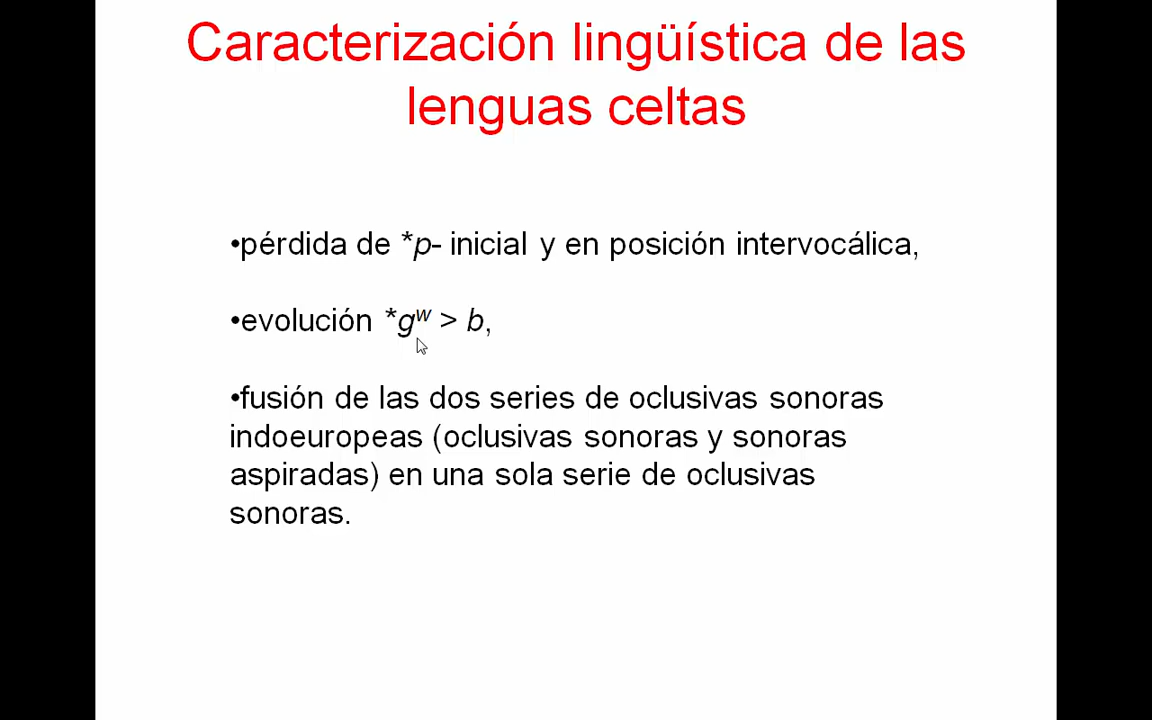 Caracterización lingüística de las
lenguas celtas
•pérdida de *p- inicial y en posición intervocálica,
•evolución *gʷ > b,
•fusión de las dos series de oclusivas sonoras
indoeuropeas (oclusivas sonoras y sonoras
aspiradas) en una sola serie de oclusivas
sonoras.